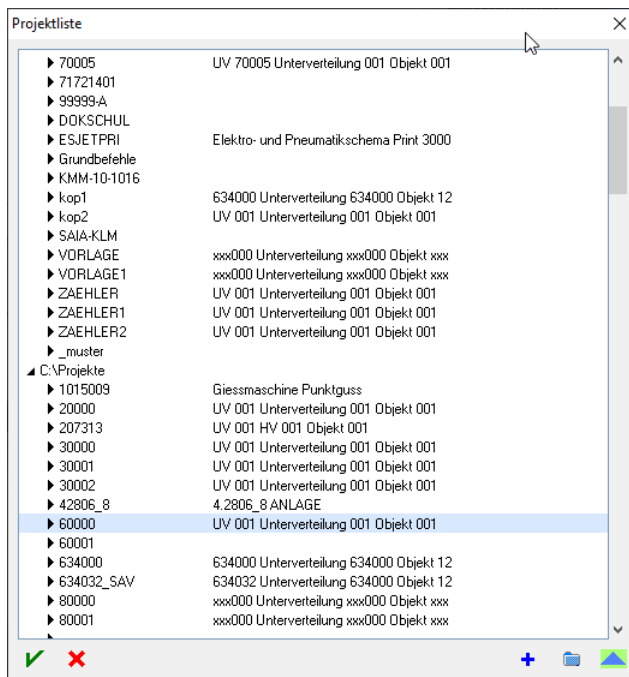 Projektliste
70005 UV 70005 Unterverteilung 001 Objekt 001
71721401
99999-A
DOKSCHUL
ESJETPRI Elektro- und Pneumatikschema Print 3000
Grundbefehle
KMM-10-1016
kop1 634000 Unterverteilung 634000 Objekt 12
kop2 UV 001 Unterverteilung 001 Objekt 001
SAIA-KLM
VORLAGE xxx000 Unterverteilung xxx000 Objekt xxx
VORLAGE1 xxx000 Unterverteilung xxx000 Objekt xxx
ZAEHLER UV 001 Unterverteilung 001 Objekt 001
ZAEHLER1 UV 001 Unterverteilung 001 Objekt 001
ZAEHLER2 UV 001 Unterverteilung 001 Objekt 001
_muster
C:\Projekte
1015009 Giessmaschine Punktguss
20000 UV 001 Unterverteilung 001 Objekt 001
207313 UV 001 HV 001 Objekt 001
30000 UV 001 Unterverteilung 001 Objekt 001
30001 UV 001 Unterverteilung 001 Objekt 001
30002 UV 001 Unterverteilung 001 Objekt 001
42806_8 4.2806_8 ANLAGE
60000 UV 001 Unterverteilung 001 Objekt 001
60001
634000 634000 Unterverteilung 634000 Objekt 12
634032_SAV 634032 Unterverteilung 634000 Objekt 12
80000 xxx000 Unterverteilung xxx000 Objekt xxx
80001 xxx000 Unterverteilung xxx000 Objekt xxx